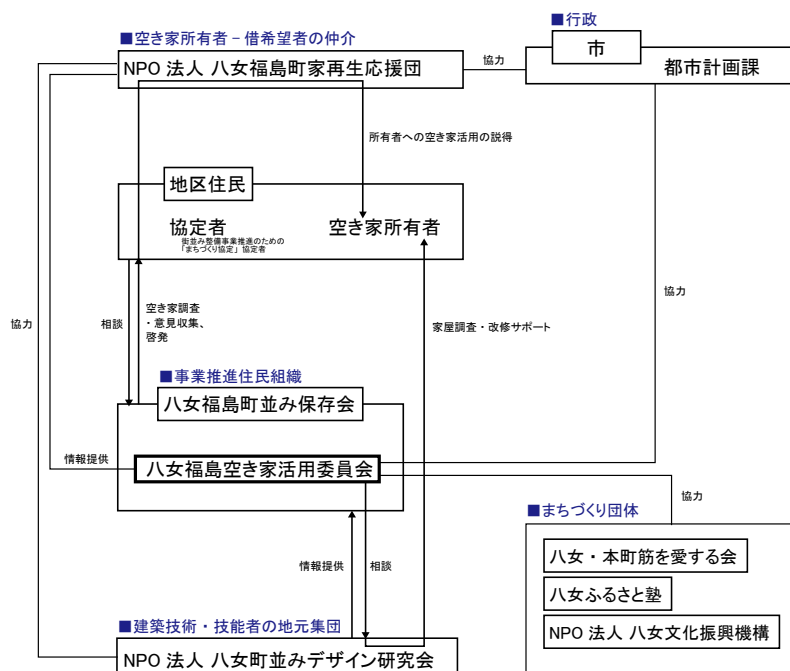 ■空き家所有者－借希望者の仲介
NPO 法人 八女福島町家再生応援団
■行政
市
都市計画課
協力
所有者への空き家活用の説得
地区住民
協定者
街並み整備事業推進のための
「まちづくり協定」協定者
空き家所有者
協力
相談
空き家調査
・意見収集、
啓発
家屋調査・改修サポート
協力
■事業推進住民組織
八女福島町並み保存会
情報提供
八女福島空き家活用委員会
協力
■まちづくり団体
八女・本町筋を愛する会
八女ふるさと塾
NPO 法人 八女文化振興機構
情報提供
相談
■建築技術・技能者の地元集団
NPO 法人 八女町並みデザイン研究会